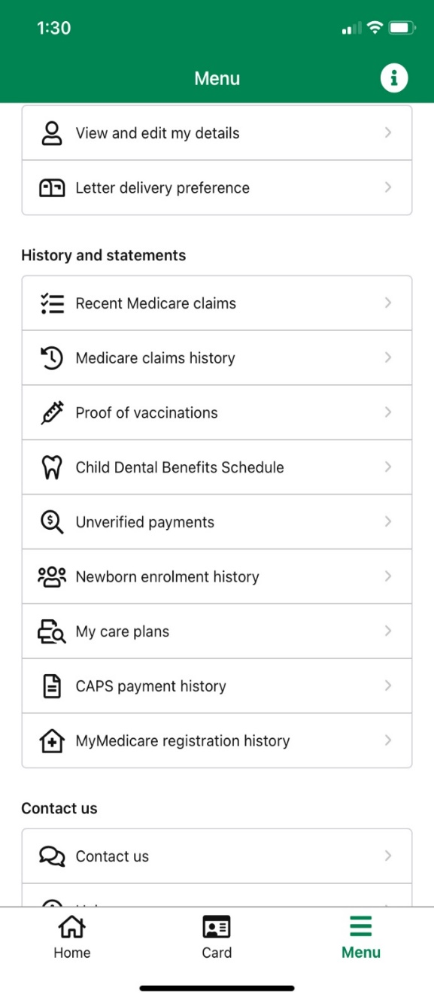 1:30
Menu
View and edit my details
Letter delivery preference
History and statements
Recent Medicare claims
Medicare claims history
Proof of vaccinations
Child Dental Benefits Schedule
Unverified payments
Newborn enrolment history
My care plans
CAPS payment history
MyMedicare registration history
Contact us
Contact us
Home
Card
Menu